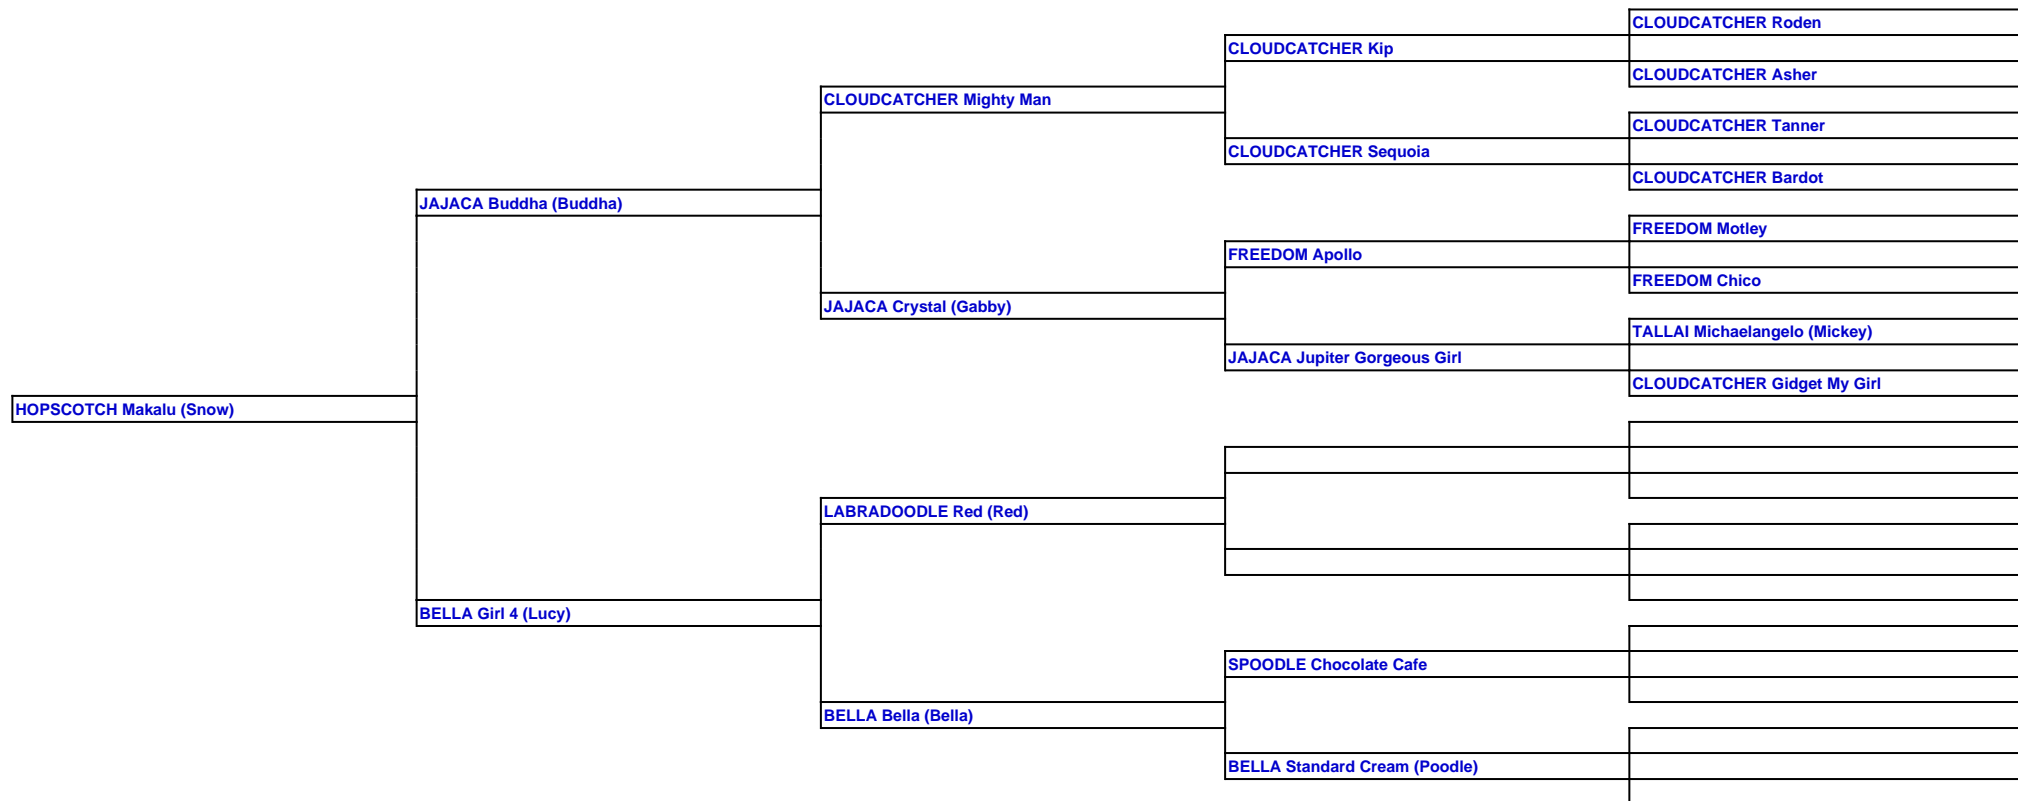 CLOUDCATCHER Roden
CLOUDCATCHER Kip
CLOUDCATCHER Asher
CLOUDCATCHER Mighty Man
CLOUDCATCHER Tanner
CLOUDCATCHER Sequoia
CLOUDCATCHER Bardot
JAJACA Buddha (Buddha)
FREEDOM Motley
FREEDOM Apollo
FREEDOM Chico
JAJACA Crystal (Gabby)
TALLAI Michaelangelo (Mickey)
JAJACA Jupiter Gorgeous Girl
CLOUDCATCHER Gidget My Girl
HOPSCOTCH Makalu (Snow)
LABRADOODLE Red (Red)
BELLA Girl 4 (Lucy)
SPOODLE Chocolate Cafe
BELLA Bella (Bella)
BELLA Standard Cream (Poodle)